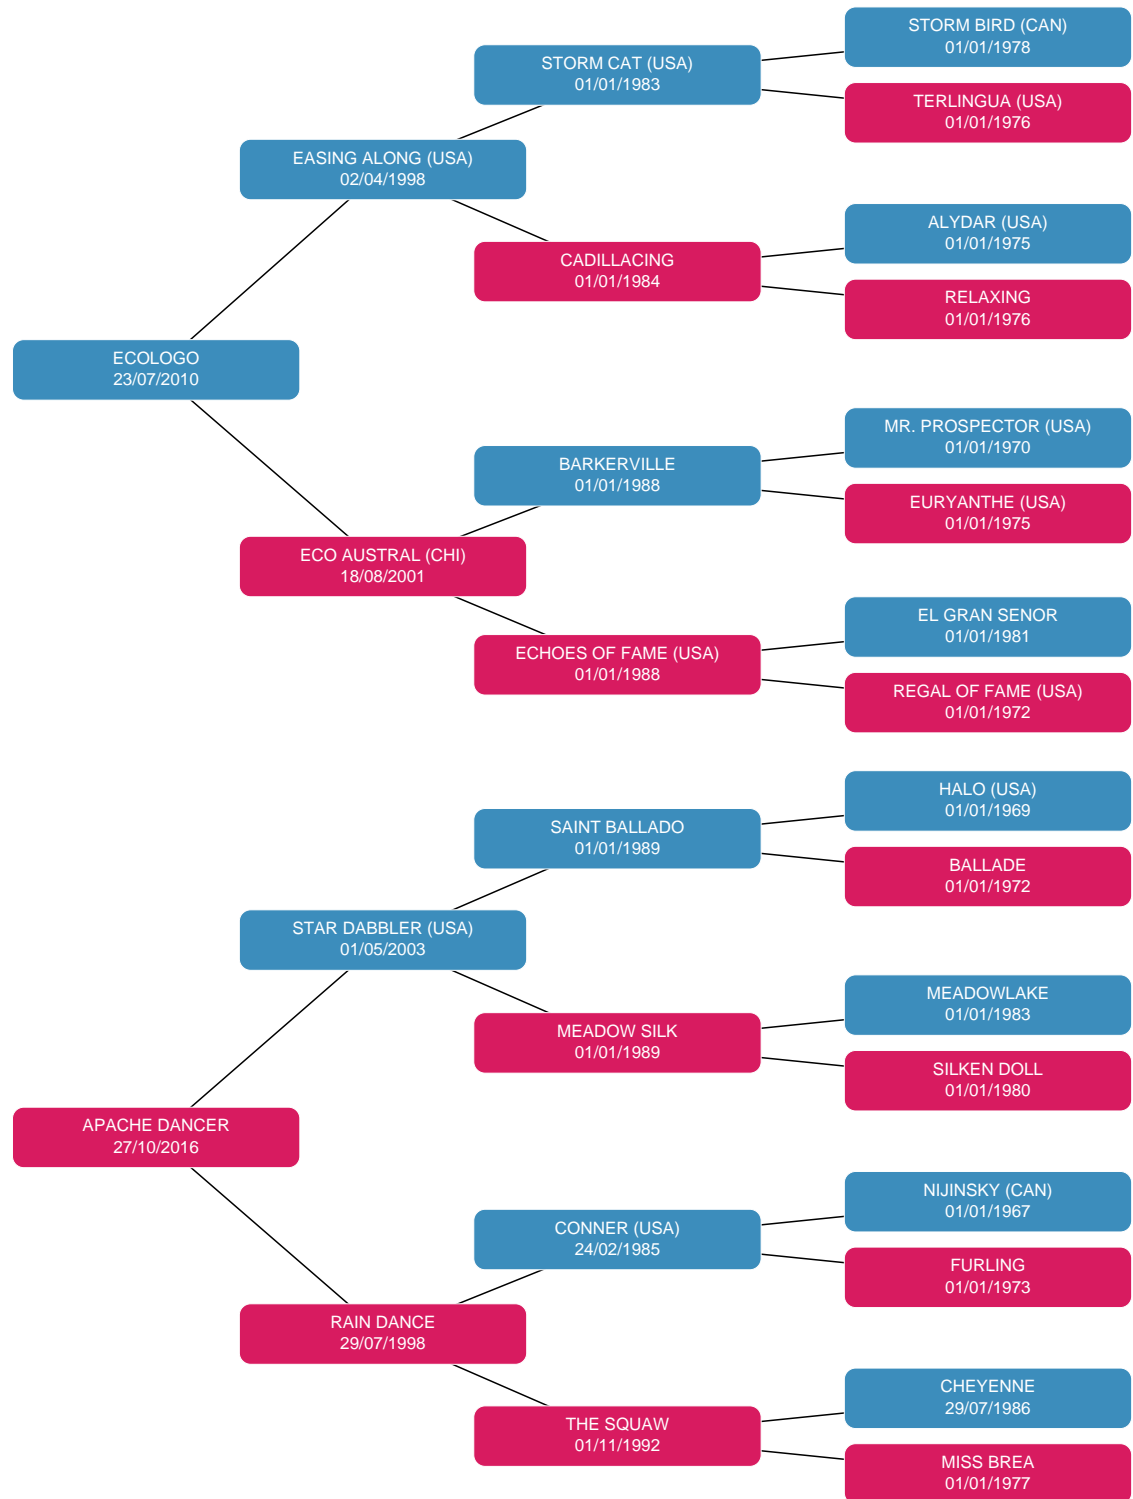 STORM BIRD (CAN)
01/01/1978
STORM CAT (USA)
01/01/1983
TERLINGUA (USA)
01/01/1976
EASING ALONG (USA)
02/04/1998
ALYDAR (USA)
01/01/1975
CADILLACING
01/01/1984
RELAXING
01/01/1976
ECOLOGO
23/07/2010
MR. PROSPECTOR (USA)
01/01/1970
BARKERVILLE
01/01/1988
EURYANTHE (USA)
01/01/1975
ECO AUSTRAL (CHI)
18/08/2001
EL GRAN SENOR
01/01/1981
ECHOES OF FAME (USA)
01/01/1988
REGAL OF FAME (USA)
01/01/1972
HALO (USA)
01/01/1969
SAINT BALLADO
01/01/1989
BALLADE
01/01/1972
STAR DABBLER (USA)
01/05/2003
MEADOWLAKE
01/01/1983
MEADOW SILK
01/01/1989
SILKEN DOLL
01/01/1980
APACHE DANCER
27/10/2016
NIJINSKY (CAN)
01/01/1967
CONNER (USA)
24/02/1985
FURLING
01/01/1973
RAIN DANCE
29/07/1998
CHEYENNE
29/07/1986
THE SQUAW
01/11/1992
MISS BREA
01/01/1977